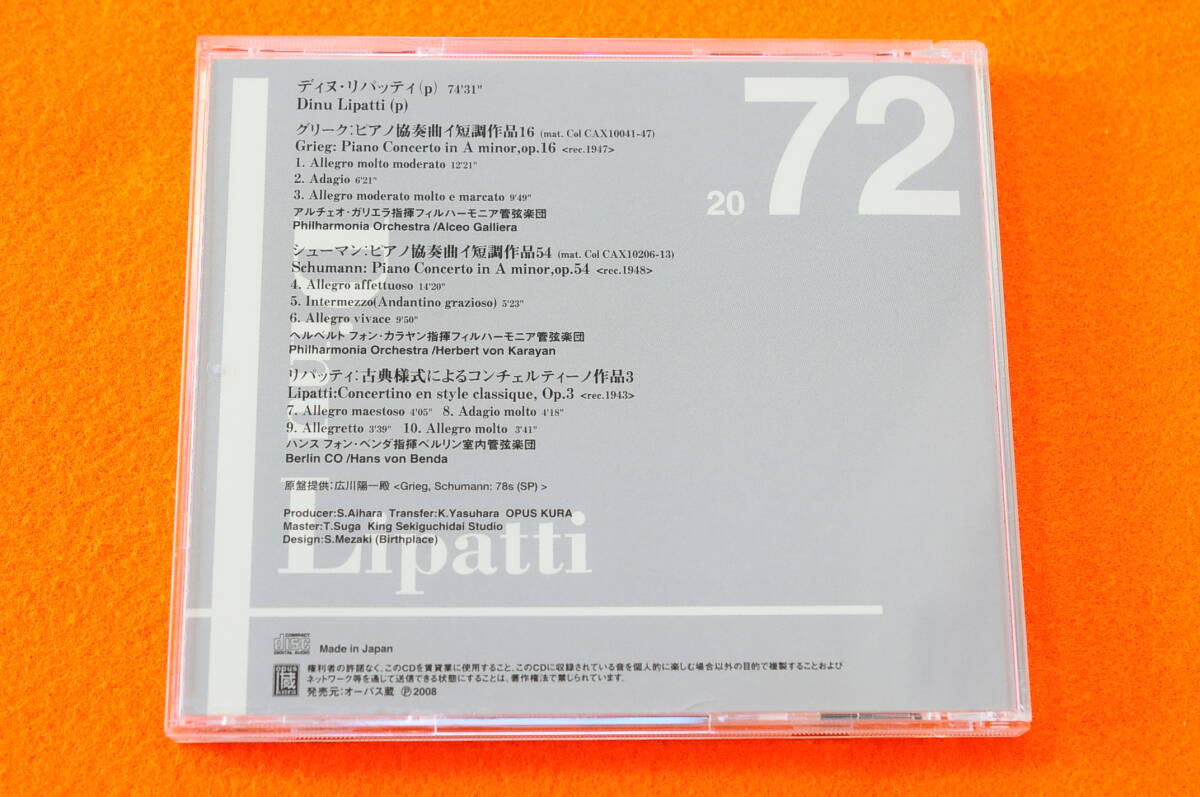 ディヌ・リパッティ(p) 74'31"
Dinu Lipatti (p)
2072
グリーク:ピアノ協奏曲イ短調作品16 (mat. Col CAX10041-47)
Grieg: Piano Concerto in A minor,op.16 <rec.1947>
1. Allegro molto moderato 12'21"
2. Adagio 6'21"
3. Allegro moderato molto e marcato 9'49"
アルチェオ・ガリエラ指揮フィルハーモニア管弦楽団
Philharmonia Orchestra /Alceo Galliera
シューマン:ピアノ協奏曲イ短調作品54 (mat. Col CAX10206-13)
Schumann: Piano Concerto in A minor,op.54 <rec.1948>
4. Allegro affettuoso 14'20"
5. Intermezzo(Andantino grazioso) 5'23"
6. Allegro vivace 9'50"
ヘルベルト フォン・カラヤン指揮フィルハーモニア管弦楽団
Philharmonia Orchestra /Herbert von Karayan
リパッティ:古典様式によるコンチェルティーノ作品3
Lipatti:Concertino en style classique, Op.3 <rec.1943>
7. Allegro maestoso 4'05" 8. Adagio molto 4'18"
9. Allegretto 3'39" 10. Allegro molto 3'41"
ハンス フォン・ベンダ指揮ベルリン室内管弦楽団
Berlin CO /Hans von Benda
原盤提供:広川陽一殿 <Grieg, Schumann: 78s (SP) >
Producer:S.Aihara Transfer:K.Yasuhara OPUS KURA
Master:T.Suga King Sekiguchidai Studio
Design:S.Mezaki (Birthplace)
Dinu
Lipatti
COMPACT
disc
DIGITAL AUDIO
Made in Japan
権利者の許諾なく、このCDを賃貸業に使用すること、このCDに収録されている音を個人的に楽しむ場合以外の目的で複製することおよび
ネットワーク等を通じて送信できる状態にすることは、著作権法で禁じられています。
発売元:オーパス蔵 Ⓟ2008